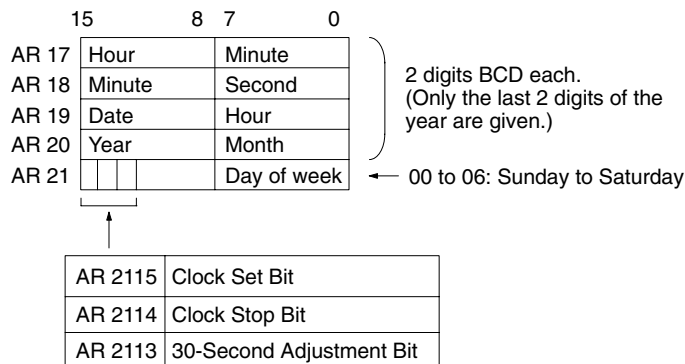 15 8 7 0
AR 17 Hour Minute
AR 18 Minute Second
AR 19 Date Hour
AR 20 Year Month
AR 21 Day of week
2 digits BCD each.
(Only the last 2 digits of the
year are given.)
00 to 06: Sunday to Saturday
AR 2115 Clock Set Bit
AR 2114 Clock Stop Bit
AR 2113 30-Second Adjustment Bit